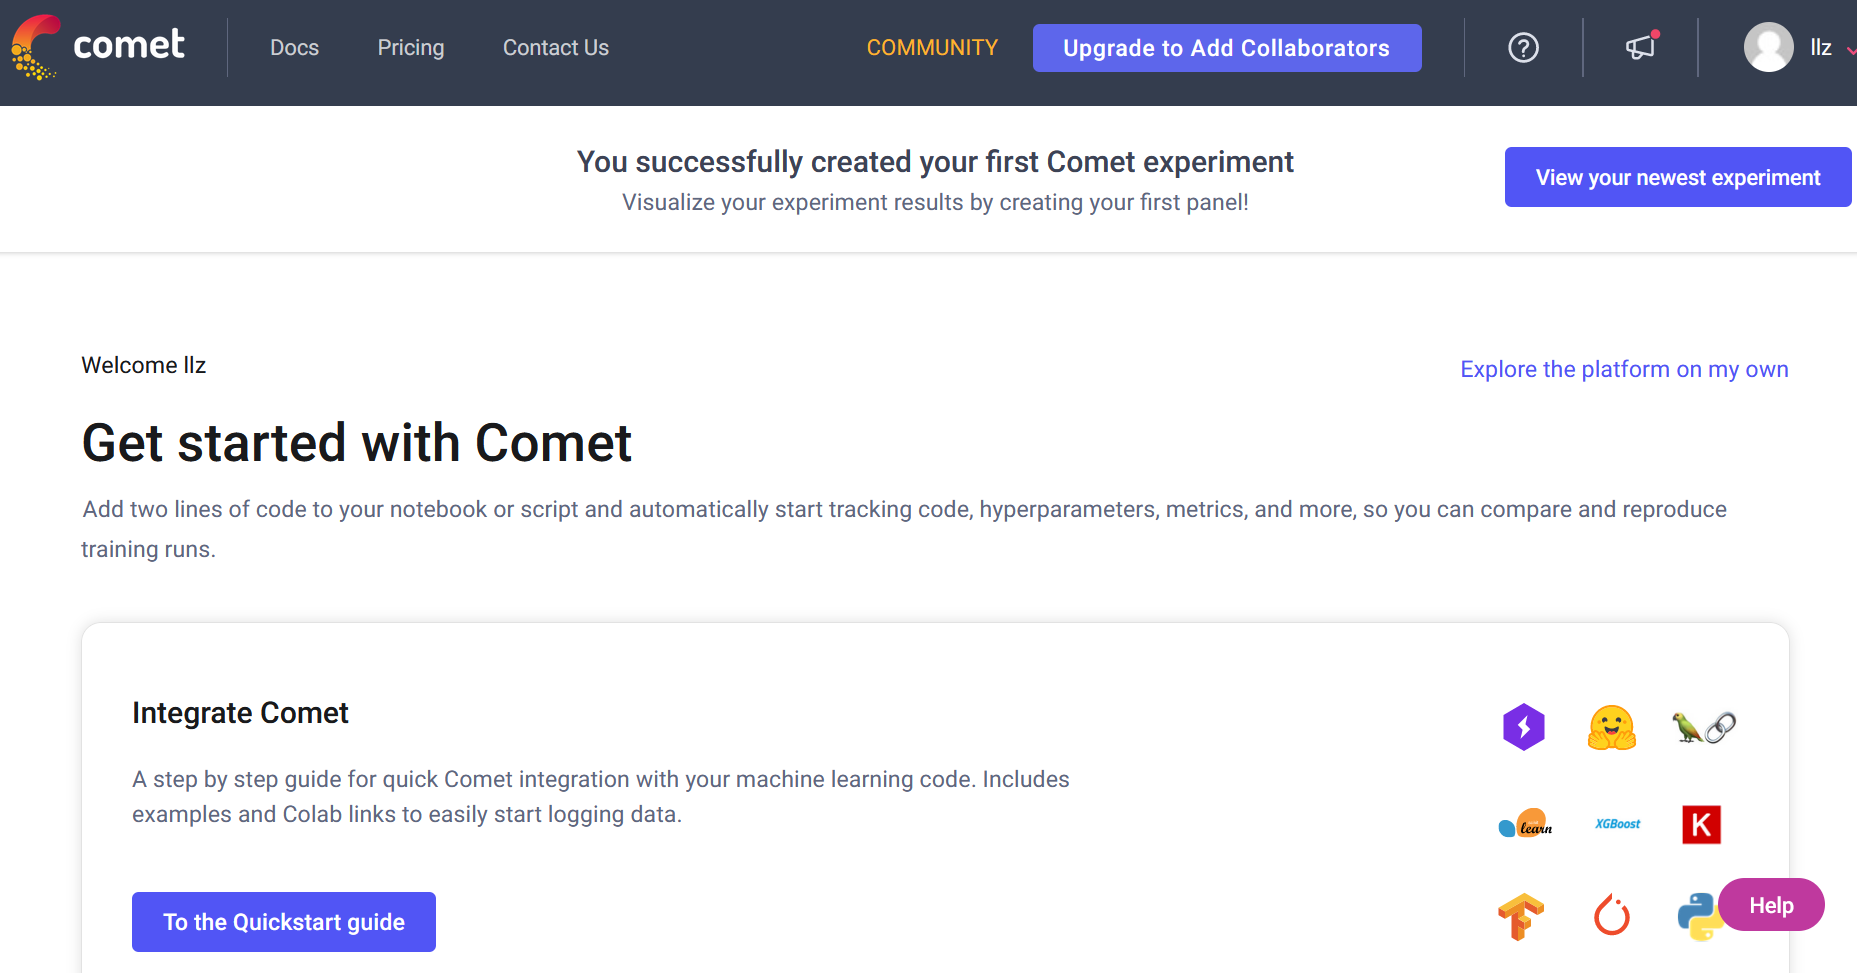 comet
Docs
Pricing
Contact Us
COMMUNITY
Upgrade to Add Collaborators
llz
You successfully created your first Comet experiment
Visualize your experiment results by creating your first panel!
View your newest experiment
Welcome llz
Explore the platform on my own
Get started with Comet
Add two lines of code to your notebook or script and automatically start tracking code, hyperparameters, metrics, and more, so you can compare and reproduce
training runs.
Integrate Comet
A step by step guide for quick Comet integration with your machine learning code. Includes
examples and Colab links to easily start logging data.
learn
XGBoost
K
To the Quickstart guide
Help